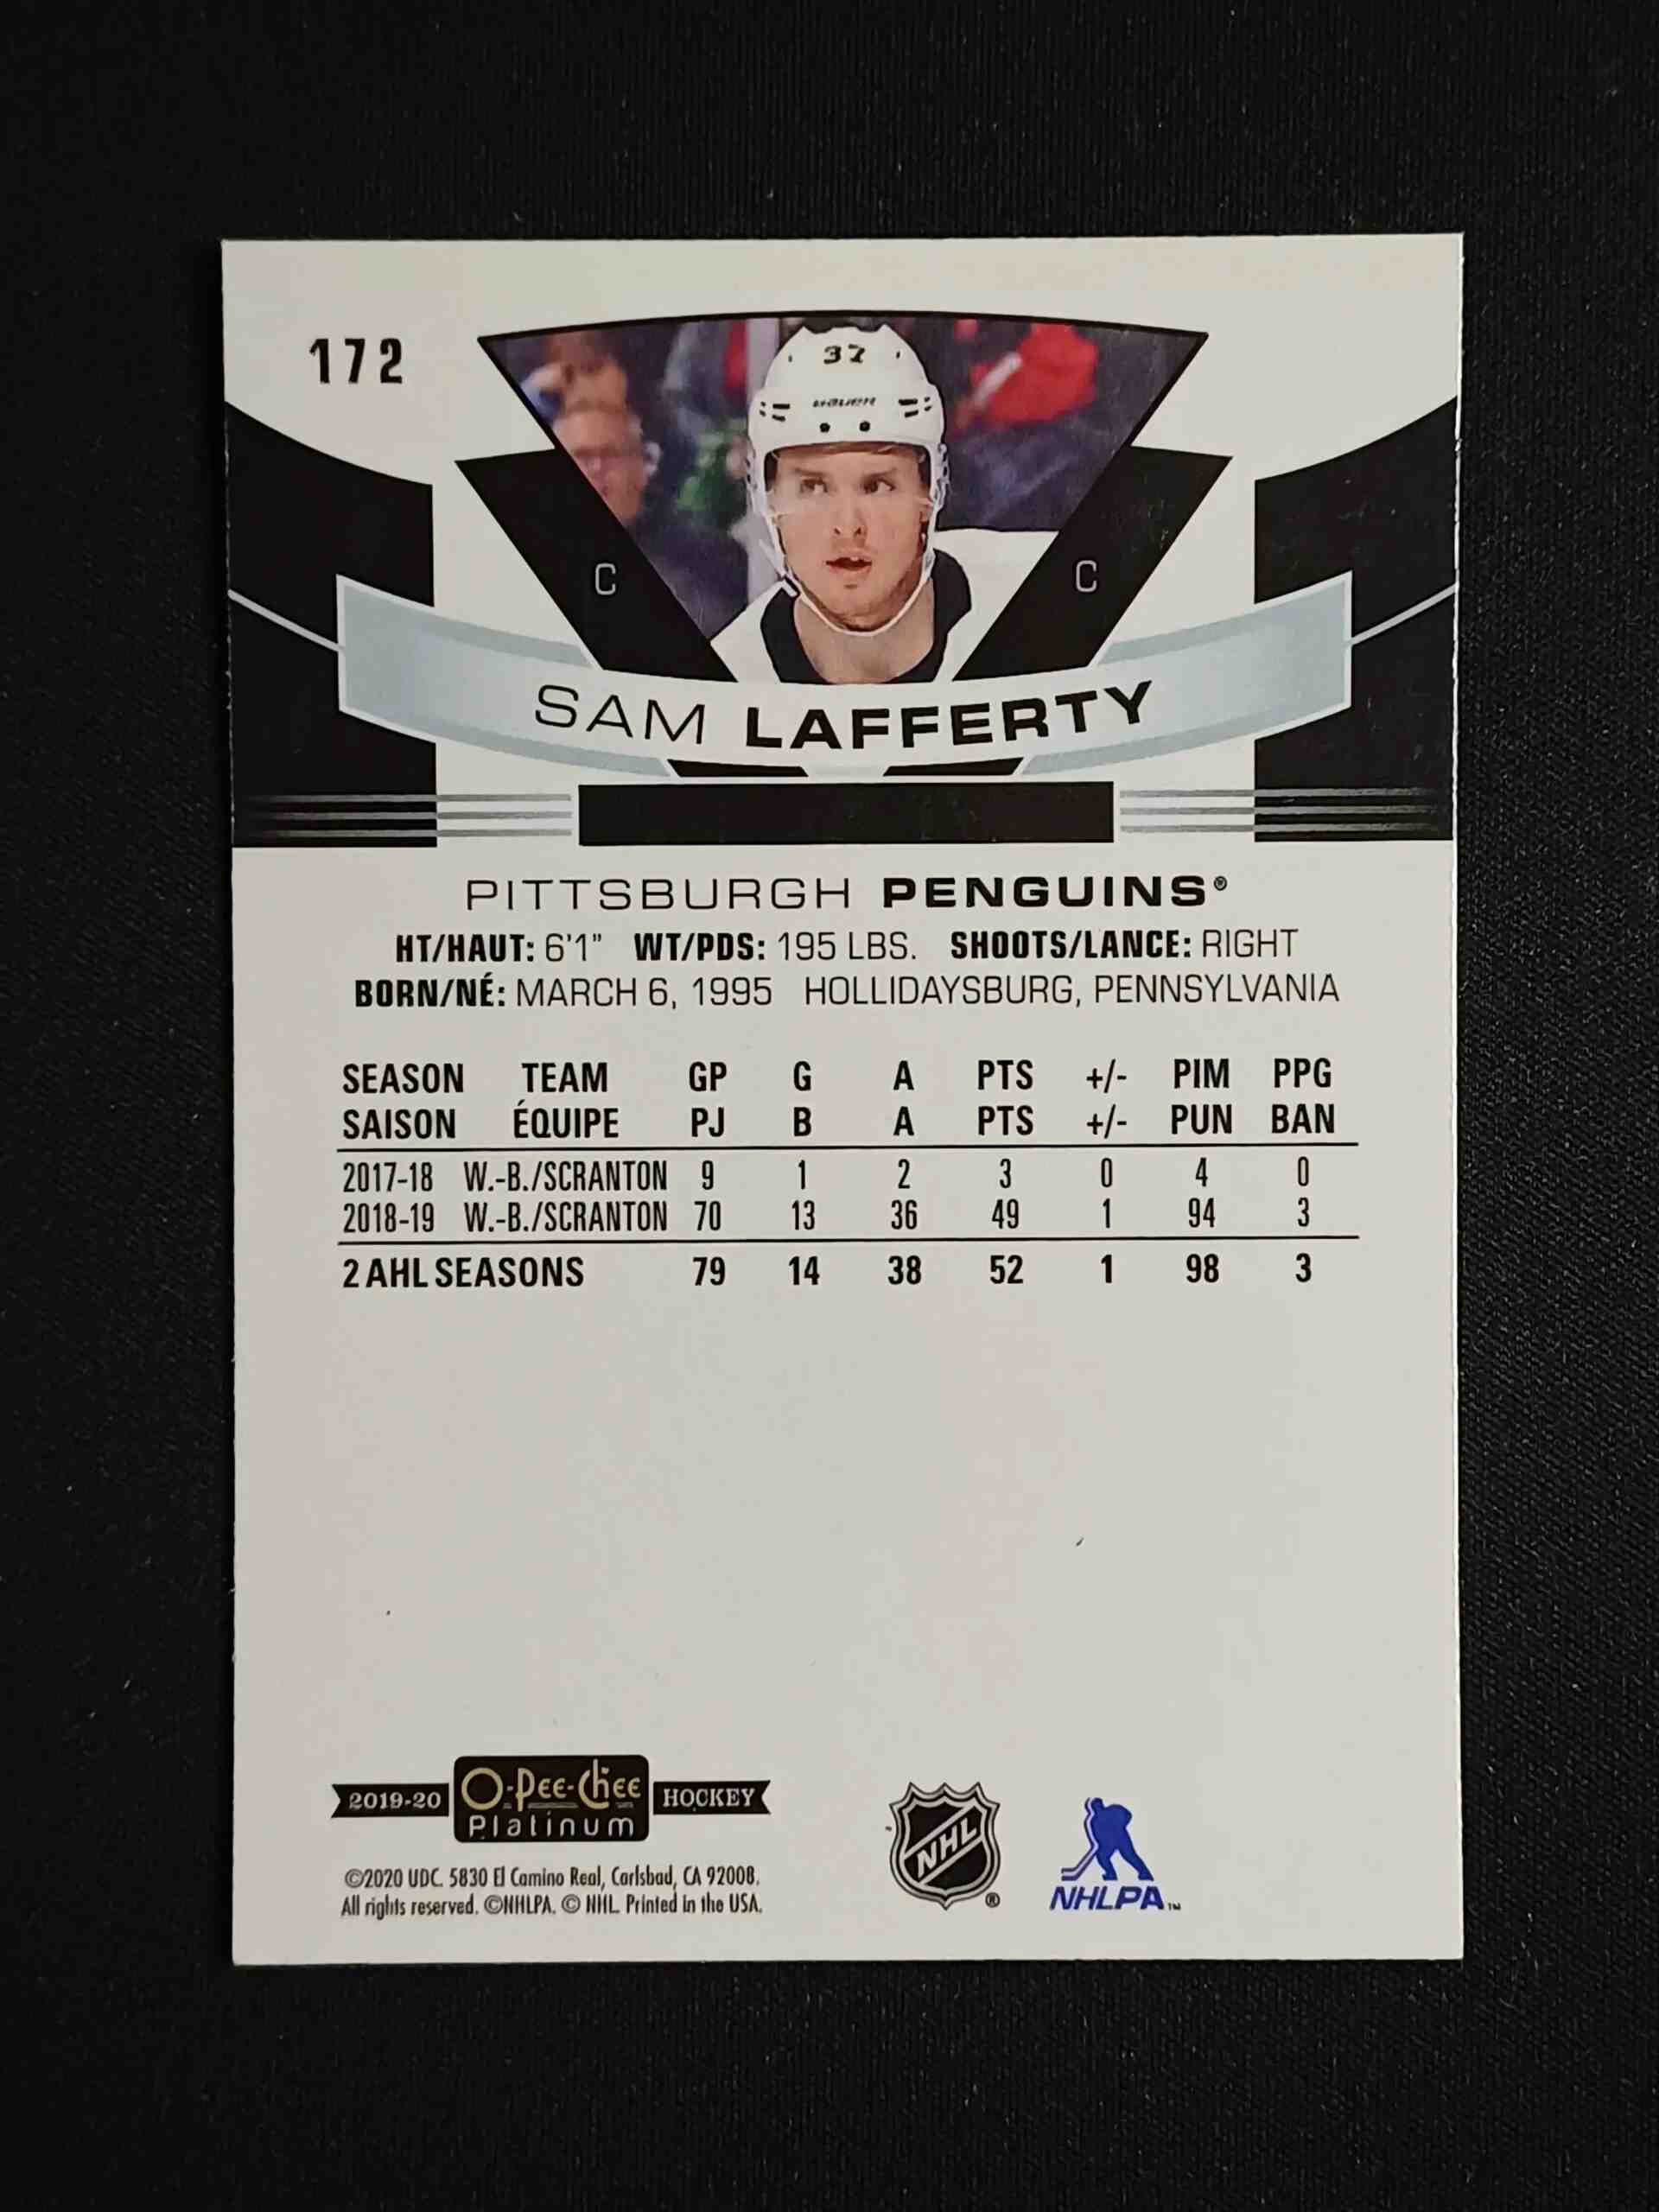 172
37
BAUER
C C
SAM LAFFERTY
PITTSBURGH PENGUINS®
HT/HAUT: 6'1" WT/PDS: 195 LBS. SHOOTS/LANCE: RIGHT
BORN/NÉ: MARCH 6, 1995 HOLLIDAYSBURG, PENNSYLVANIA
SEASON TEAM GP G A PTS +/- PIM PPG
SAISON ÉQUIPE PJ B A PTS +/- PUN BAN
2017-18 W.-B./SCRANTON 9 1 2 3 0 4 0
2018-19 W.-B./SCRANTON 70 13 36 49 1 94 3
2 AHL SEASONS 79 14 38 52 1 98 3
2019-20 O-Pee-Chee HOCKEY
Platinum
©2020 UDC. 5830 El Camino Real, Carlsbad, CA 92008.
All rights reserved. ©NHLPA. © NHL. Printed in the USA.
NHL®
NHLPA™